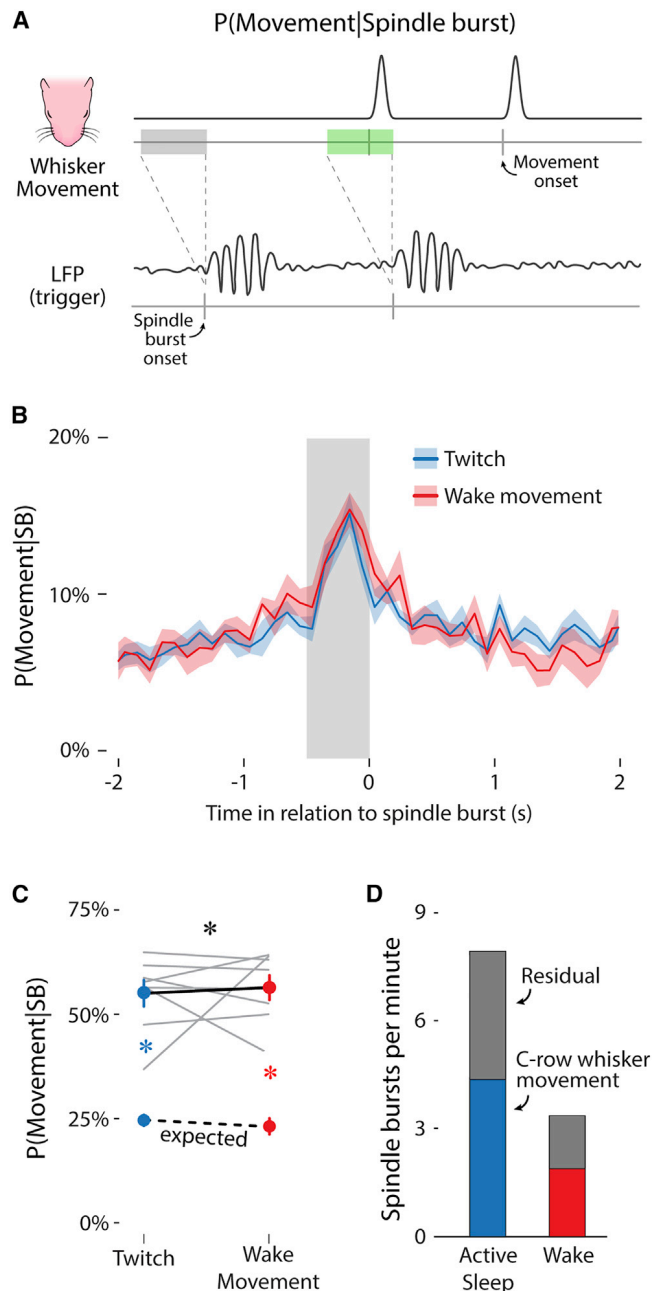 A
P(Movement|Spindle burst)
Whisker
Movement
Movement
onset
LFP
(trigger)
Spindle
burst
onset
B
20%
10%
0%
P(Movement|SB)
Twitch
Wake movement
-2
-1
0
1
2
Time in relation to spindle burst (s)
C
75%
50%
25%
0%
P(Movement|SB)
*
*
*
expected
Twitch
Wake
Movement
D
9
6
3
0
Spindle bursts per minute
Residual
C-row whisker
movement
Active
Sleep
Wake